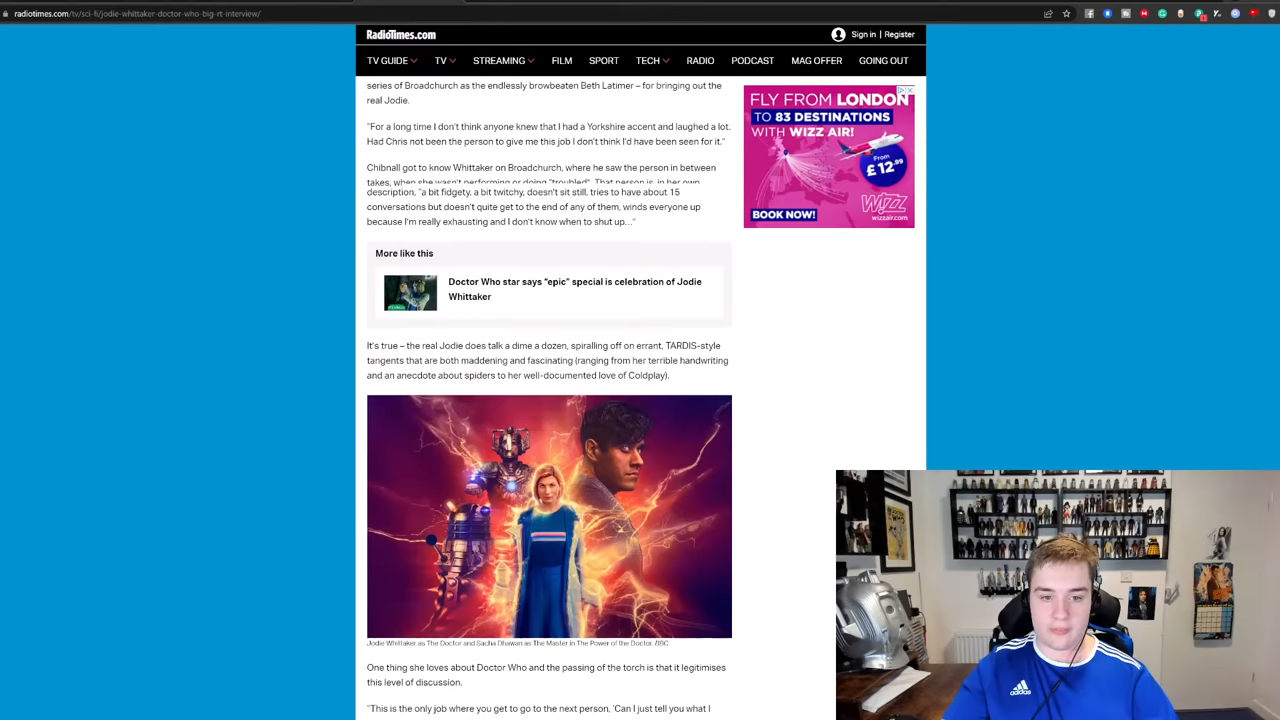 radiotimes.com/tv/sci-fi/jodie-whittaker-doctor-who-big-rt-interview/
RadioTimes.com
Sign in | Register
TV GUIDE TV STREAMING FILM SPORT TECH RADIO PODCAST MAG OFFER GOING OUT
series of Broadchurch as the endlessly browbeaten Beth Latimer – for bringing out the
real Jodie.
"For a long time I don't think anyone knew that I had a Yorkshire accent and laughed a lot.
Had Chris not been the person to give me this job I don't think I'd have been seen for it."
Chibnall got to know Whittaker on Broadchurch, where he saw the person in between
takes, when she wasn't performing or doing "troubled". That person is, in her own
description, "a bit fidgety, a bit twitchy, doesn't sit still, tries to have about 15
conversations but doesn't quite get to the end of any of them, winds everyone up
because I'm really exhausting and I don't know when to shut up…"
More like this
Doctor Who star says "epic" special is celebration of Jodie
Whittaker
It's true – the real Jodie does talk a dime a dozen, spiralling off on errant, TARDIS-style
tangents that are both maddening and fascinating (ranging from her terrible handwriting
and an anecdote about spiders to her well-documented love of Coldplay).
Jodie Whittaker as The Doctor and Sacha Dhawan as The Master in The Power of the Doctor. BBC
One thing she loves about Doctor Who and the passing of the torch is that it legitimises
this level of discussion.
"This is the only job where you get to go to the next person, 'Can I just tell you what I
FLY FROM LONDON
TO 83 DESTINATIONS
WITH WIZZ AIR!
From
£12.99
BOOK NOW!
WIZZ
wizzair.com
adidas